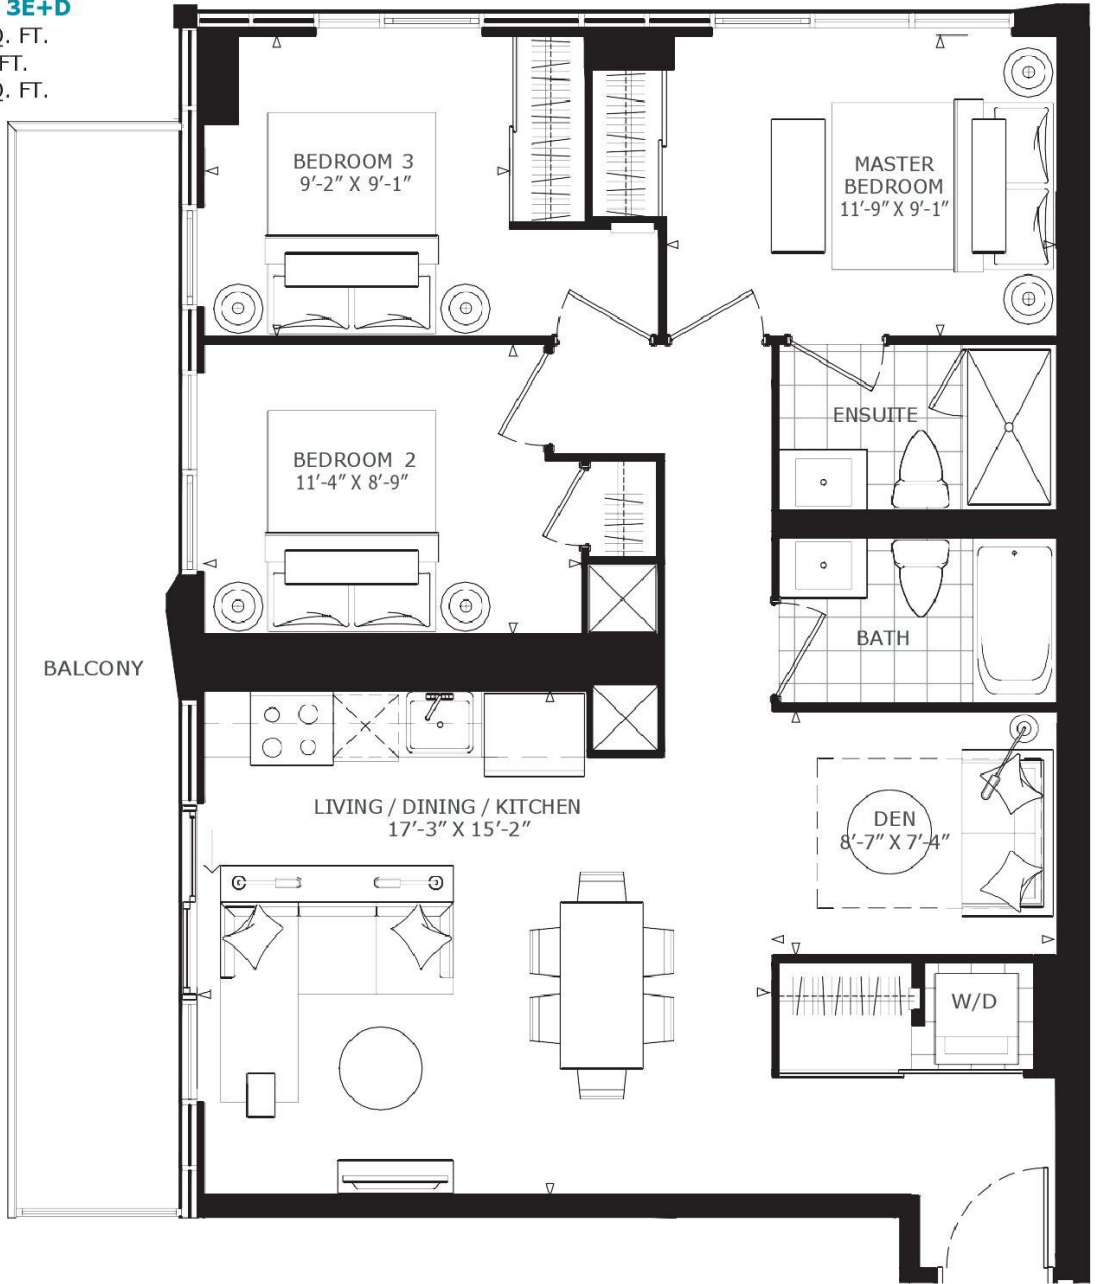 3E+D
. FT.
FT.
. FT.
BEDROOM 3
9′-2″ X 9′-1″
MASTER
BEDROOM
11′-9″ X 9′-1″
ENSUITE
BEDROOM 2
11′-4″ X 8′-9″
BATH
BALCONY
LIVING / DINING / KITCHEN
17′-3″ X 15′-2″
DEN
8′-7″ X 7′-4″
W/D